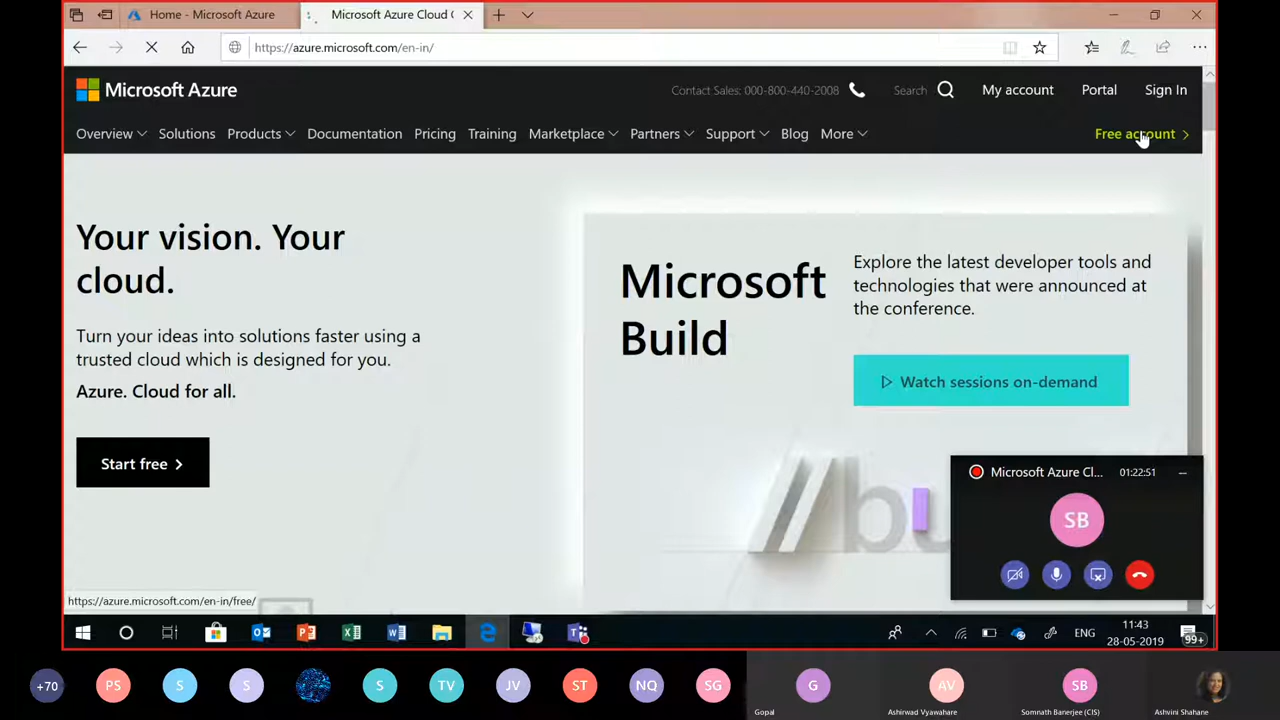 Home - Microsoft Azure
Microsoft Azure Cloud C
https://azure.microsoft.com/en-in/
Microsoft Azure
Contact Sales: 000-800-440-2008
Search
My account
Portal
Sign In
Overview
Solutions
Products
Documentation
Pricing
Training
Marketplace
Partners
Support
Blog
More
Free account
Your vision. Your
cloud.
Turn your ideas into solutions faster using a
trusted cloud which is designed for you.
Azure. Cloud for all.
Start free
Microsoft
Build
Explore the latest developer tools and
technologies that were announced at
the conference.
Watch sessions on-demand
//bu
Microsoft Azure Cl...
01:22:51
SB
https://azure.microsoft.com/en-in/free/
ENG
11:43
28-05-2019
99+
+70
PS
S
S
S
TV
JV
ST
NQ
SG
G
Gopal
AV
Ashirwad Vyawahare
SB
Somnath Banerjee (CIS)
Ashvini Shahane